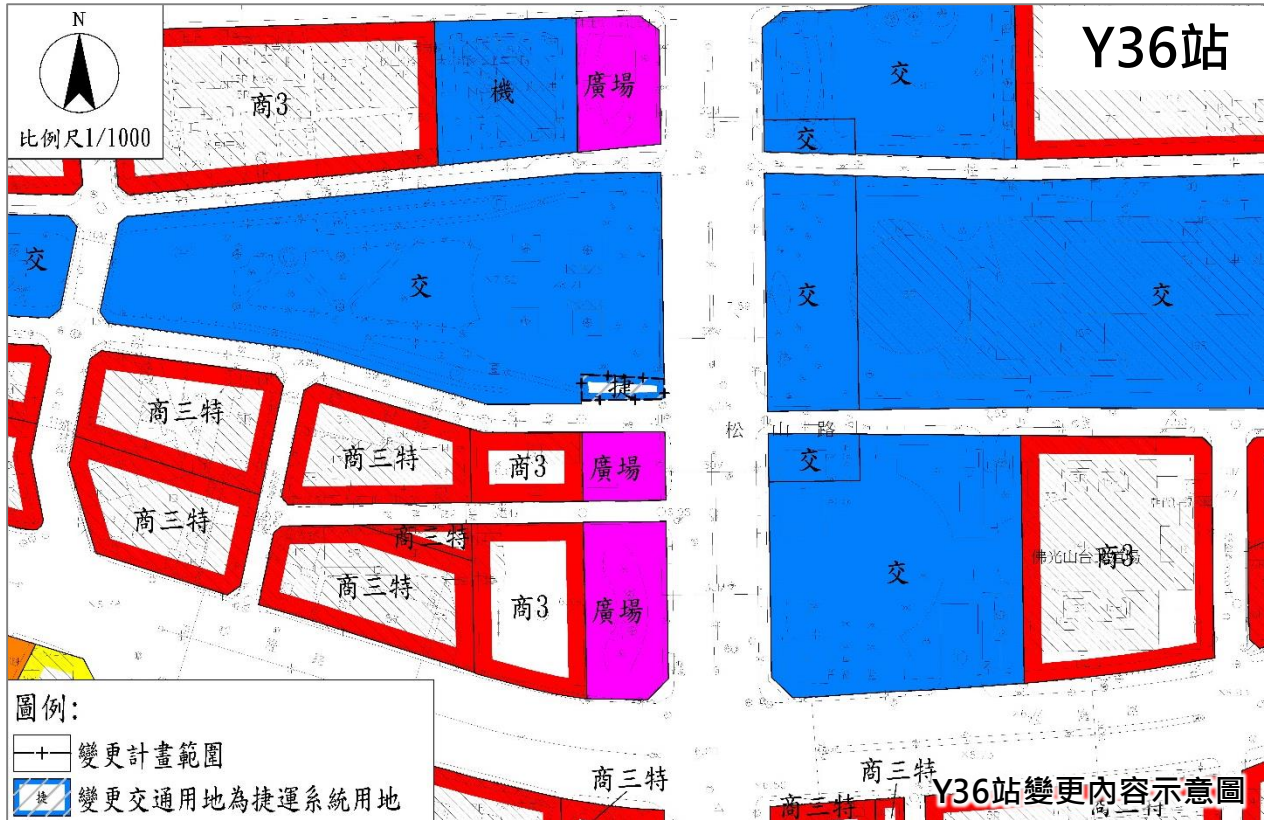 N
比例尺1/1000
Y36站
商3
機
廣場
交
交
交
交
交
交
捷
商三特
商三特
商3
廣場
松山路
交
商三特
商三特
商三特
商3
廣場
交
佛光山台
商3
圖例:
變更計畫範圍
捷
變更交通用地為捷運系統用地
商三特
商三特
商三特
Y36站變更內容示意圖